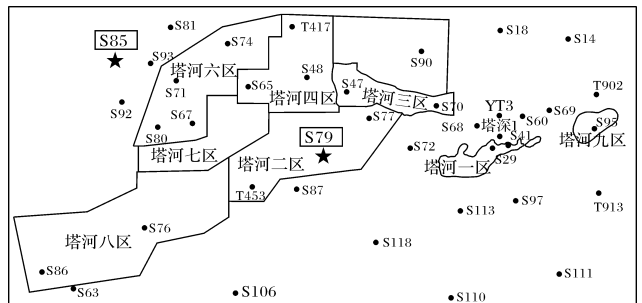 S81
T417
S18
S85
S74
S14
S93
塔河六区
S90
S71
S65
S48
S47
T902
塔河四区
塔河三区
S92
S70
YT3
S69
S67
S77
S68
S60
S95
S80
塔深1
S79
S41
塔河九区
塔河七区
S72
塔河二区
塔河一区
S29
T453
S87
S97
T913
S113
S76
塔河八区
S118
S86
S111
S63
S106
S110